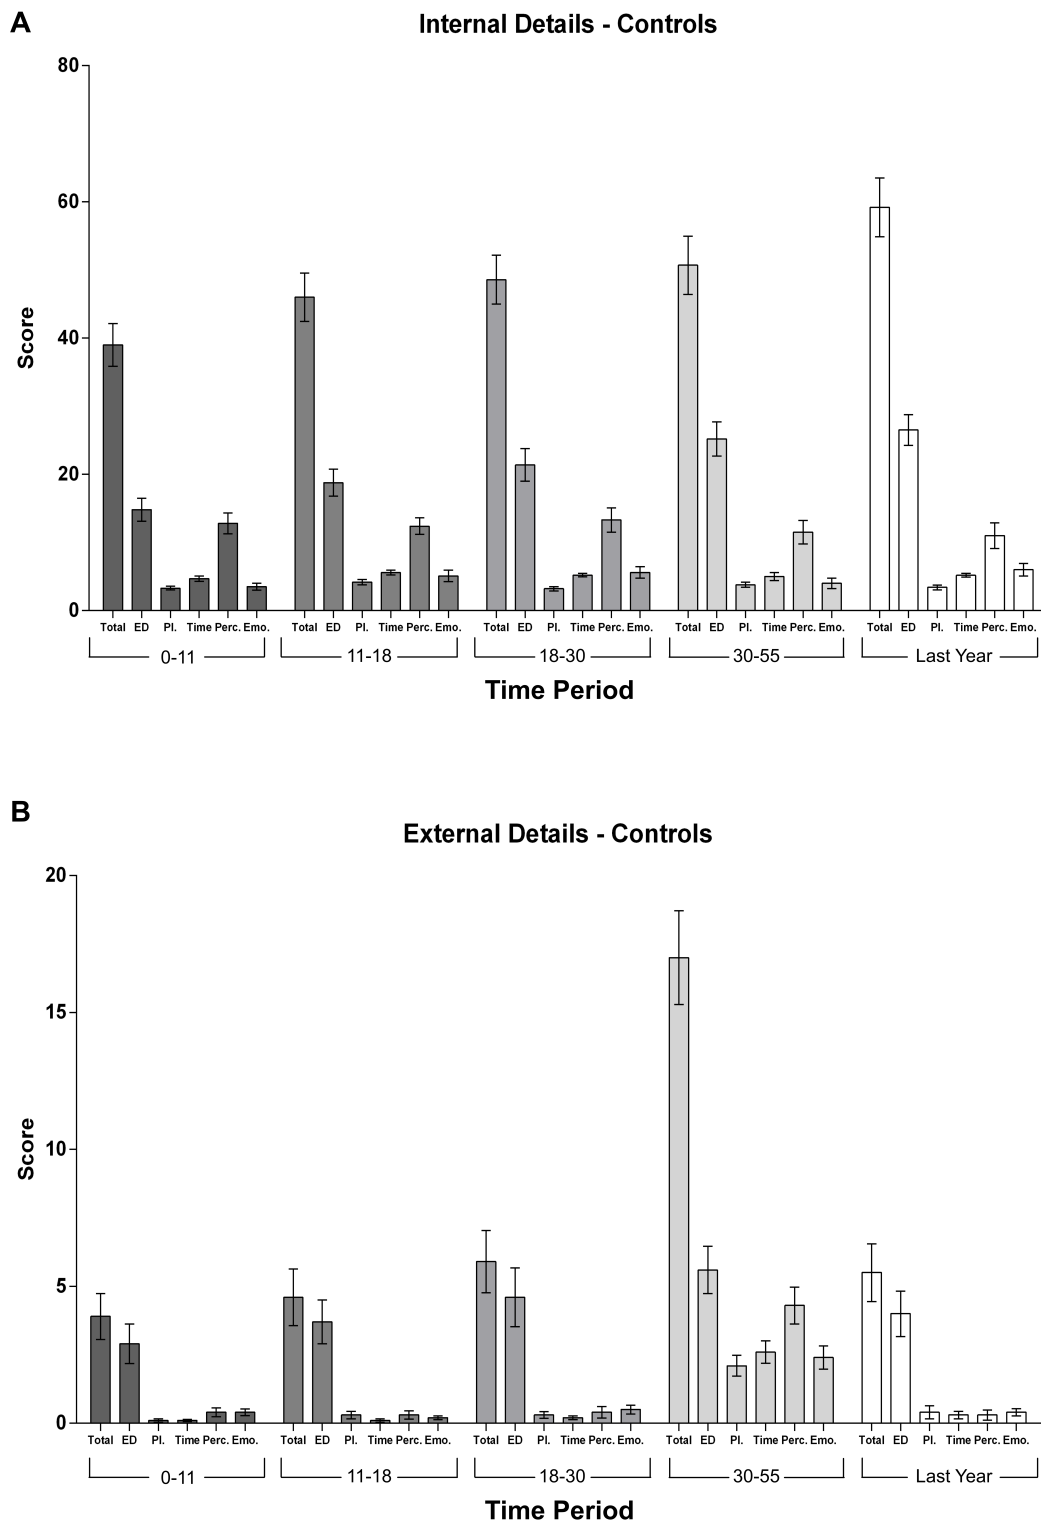 A
Internal Details - Controls
80
60
40
20
0
Score
Total ED Pl. Time Perc. Emo. Total ED Pl. Time Perc. Emo. Total ED Pl. Time Perc. Emo. Total ED Pl. Time Perc. Emo. Total ED Pl. Time Perc. Emo.
0-11 11-18 18-30 30-55 Last Year
Time Period
B
External Details - Controls
20
15
10
5
0
Score
Total ED Pl. Time Perc. Emo. Total ED Pl. Time Perc. Emo. Total ED Pl. Time Perc. Emo. Total ED Pl. Time Perc. Emo. Total ED Pl. Time Perc. Emo.
0-11 11-18 18-30 30-55 Last Year
Time Period